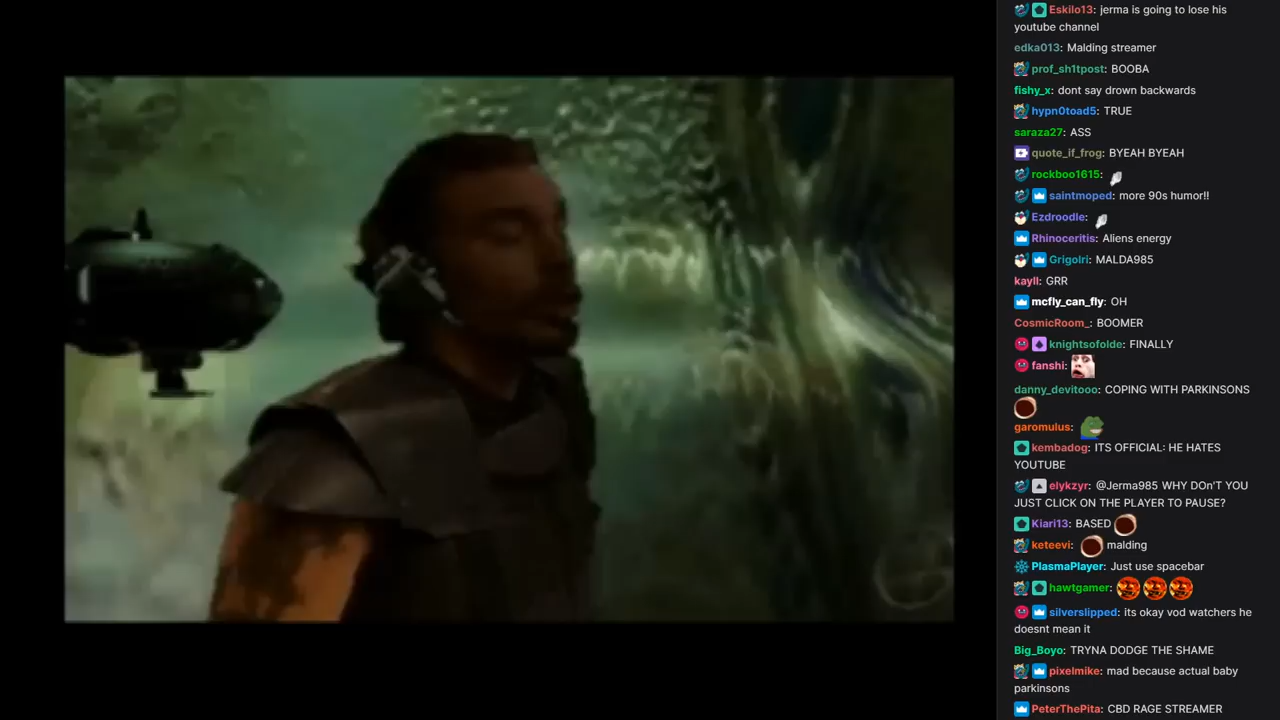 Eskilo13: jerma is going to lose his
youtube channel
edka013: Malding streamer
prof_sh1tpost: BOOBA
fishy_x: dont say drown backwards
hypn0toad5: TRUE
saraza27: ASS
quote_if_frog: BYEAH BYEAH
rockboo1615:
saintmoped: more 90s humor!!
Ezdroodle:
Rhinoceritis: Aliens energy
Grigolri: MALDA985
kayll: GRR
mcfly_can_fly: OH
CosmicRoom_: BOOMER
knightsofolde: FINALLY
fanshi:
danny_devitooo: COPING WITH PARKINSONS
garomulus:
kembadog: ITS OFFICIAL: HE HATES
YOUTUBE
elykzyr: @Jerma985 WHY DOn'T YOU
JUST CLICK ON THE PLAYER TO PAUSE?
Kiari13: BASED
keteevi: malding
PlasmaPlayer: Just use spacebar
hawtgamer:
silverslipped: its okay vod watchers he
doesnt mean it
Big_Boyo: TRYNA DODGE THE SHAME
pixelmike: mad because actual baby
parkinsons
PeterThePita: CBD RAGE STREAMER